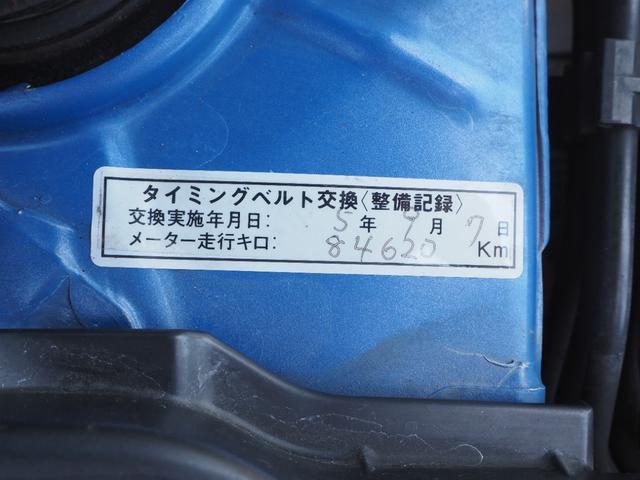 タイミングベルト交換〈整備記録〉
交換実施年月日: 5年 9月 7日
メーター走行キロ: 84620 Km